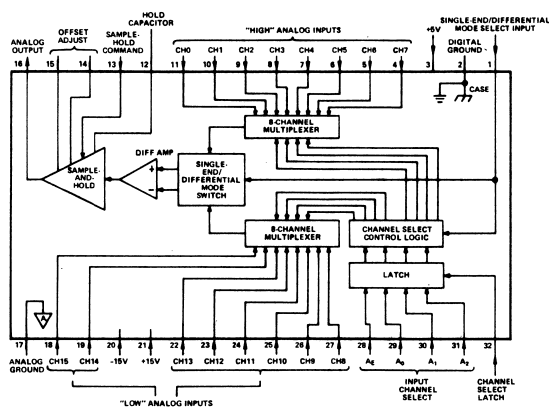 HOLD
CAPACITOR
SINGLE-END/DIFFERENTIAL
MODE SELECT INPUT
ANALOG
OUTPUT
OFFSET
ADJUST
SAMPLE-
HOLD
COMMAND
"HIGH" ANALOG INPUTS
+5V
DIGITAL
GROUND
CH0 CH1 CH2 CH3 CH4 CH5 CH6 CH7
16 15 14 13 12 11 10 9 8 7 6 5 4 3 2 1
CASE
8-CHANNEL
MULTIPLEXER
DIFF AMP
SAMPLE-
AND-
HOLD
+
−
SINGLE-
END/
DIFFERENTIAL
MODE
SWITCH
8-CHANNEL
MULTIPLEXER
CHANNEL SELECT
CONTROL LOGIC
LATCH
A
17 18 19 20 21 22 23 24 25 26 27 28 29 30 31 32
ANALOG
GROUND
CH15 CH14 -15V +15V CH13 CH12 CH11 CH10 CH9 CH8 AE A0 A1 A2
INPUT
CHANNEL
SELECT
CHANNEL
SELECT
LATCH
"LOW" ANALOG INPUTS